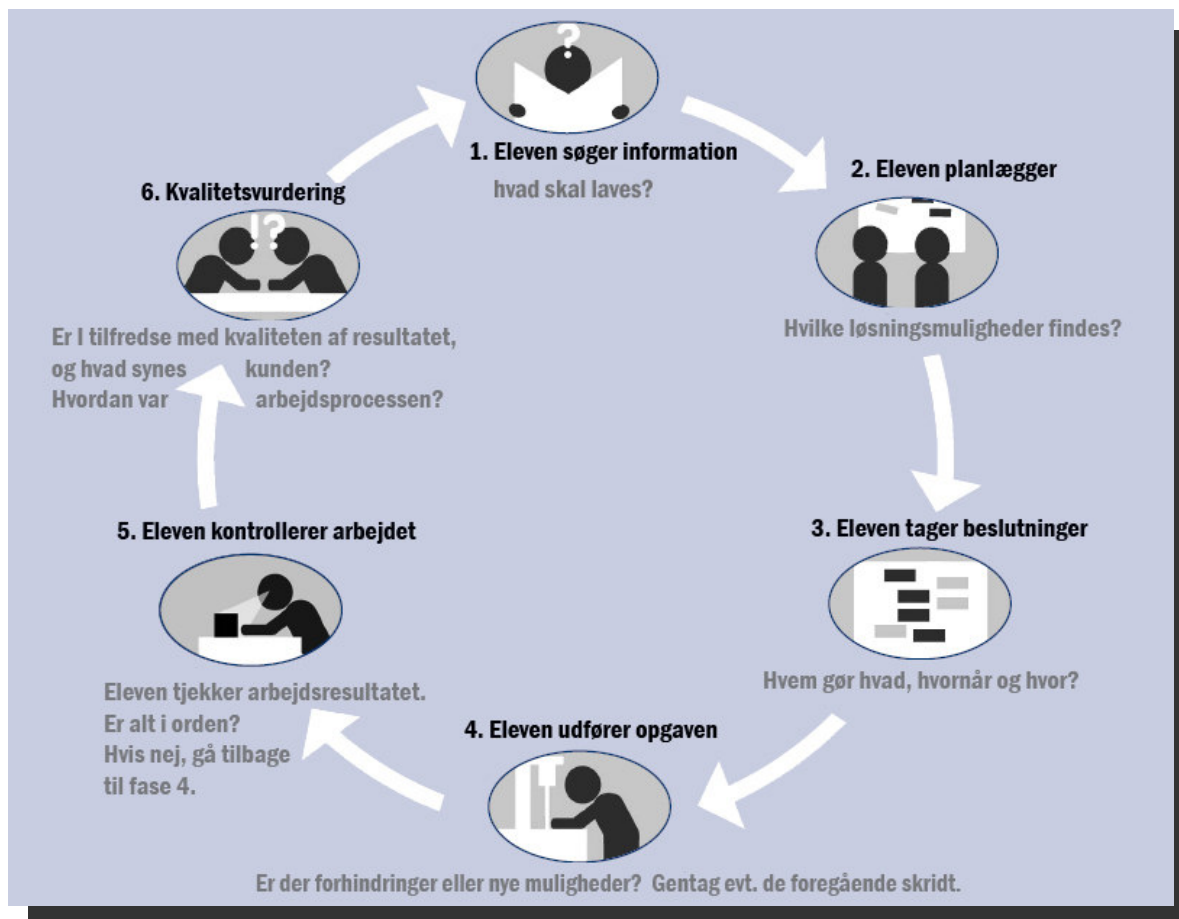 ?
1. Eleven søger information
hvad skal laves?
2. Eleven planlægger
Hvilke løsningsmuligheder findes?
3. Eleven tager beslutninger
Hvem gør hvad, hvornår og hvor?
4. Eleven udfører opgaven
Er der forhindringer eller nye muligheder? Gentag evt. de foregående skridt.
5. Eleven kontrollerer arbejdet
Eleven tjekker arbejdsresultatet.
Er alt i orden?
Hvis nej, gå tilbage
til fase 4.
6. Kvalitetsvurdering
!?
Er I tilfredse med kvaliteten af resultatet,
og hvad synes kunden?
Hvordan var arbejdsprocessen?